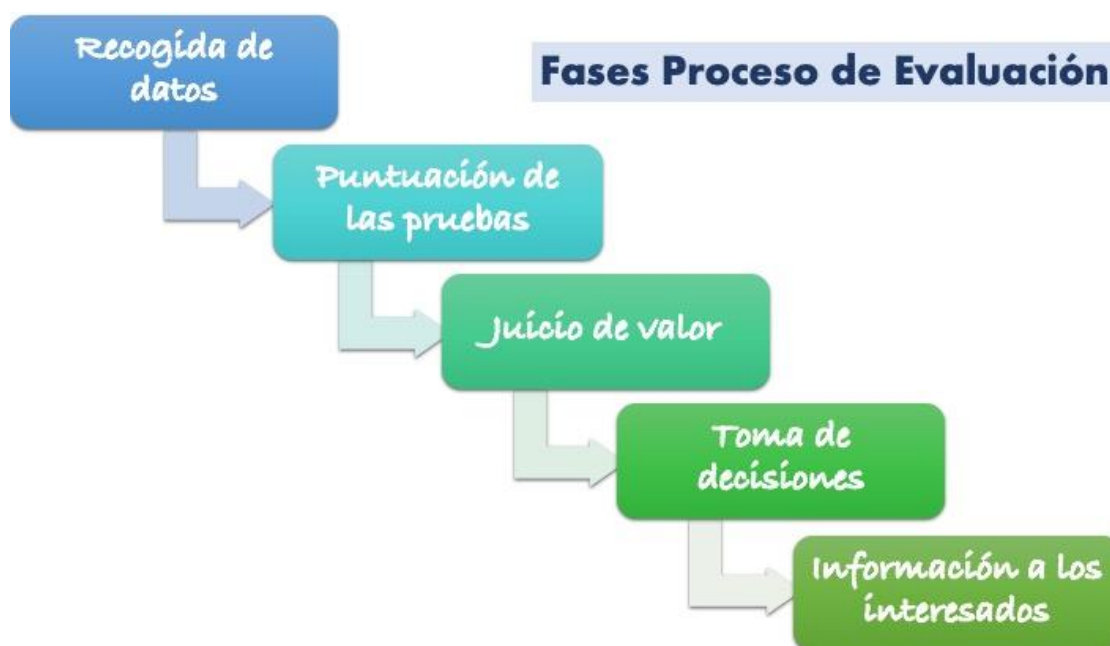 Recogida de
datos
Fases Proceso de Evaluación
Puntuación de
las pruebas
Juicio de valor
Toma de
decisiones
Información a los
interesados